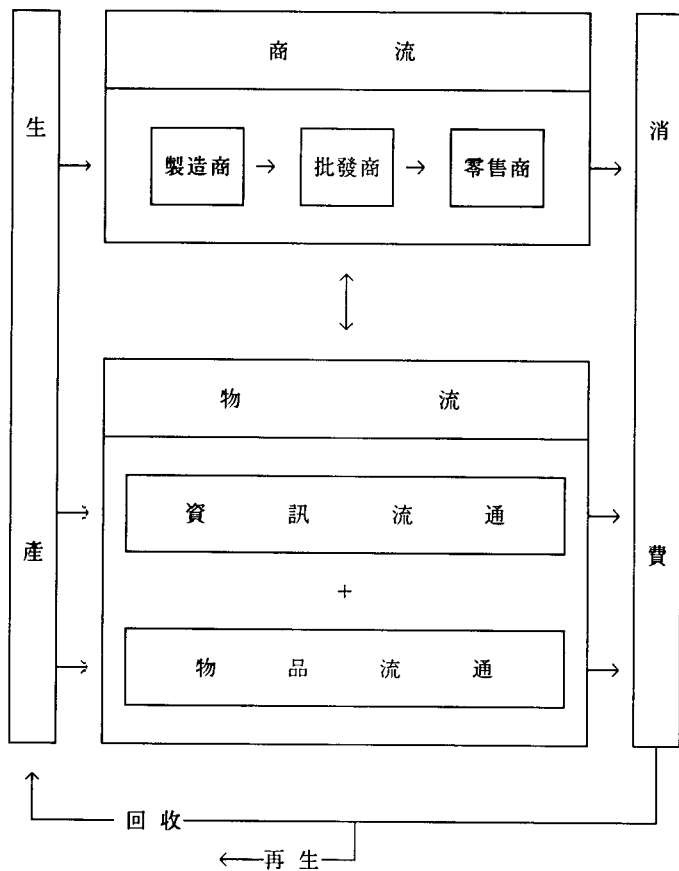 生產
商流
製造商 → 批發商 → 零售商
物流
資訊流通
+
物品流通
消費
回收
再生